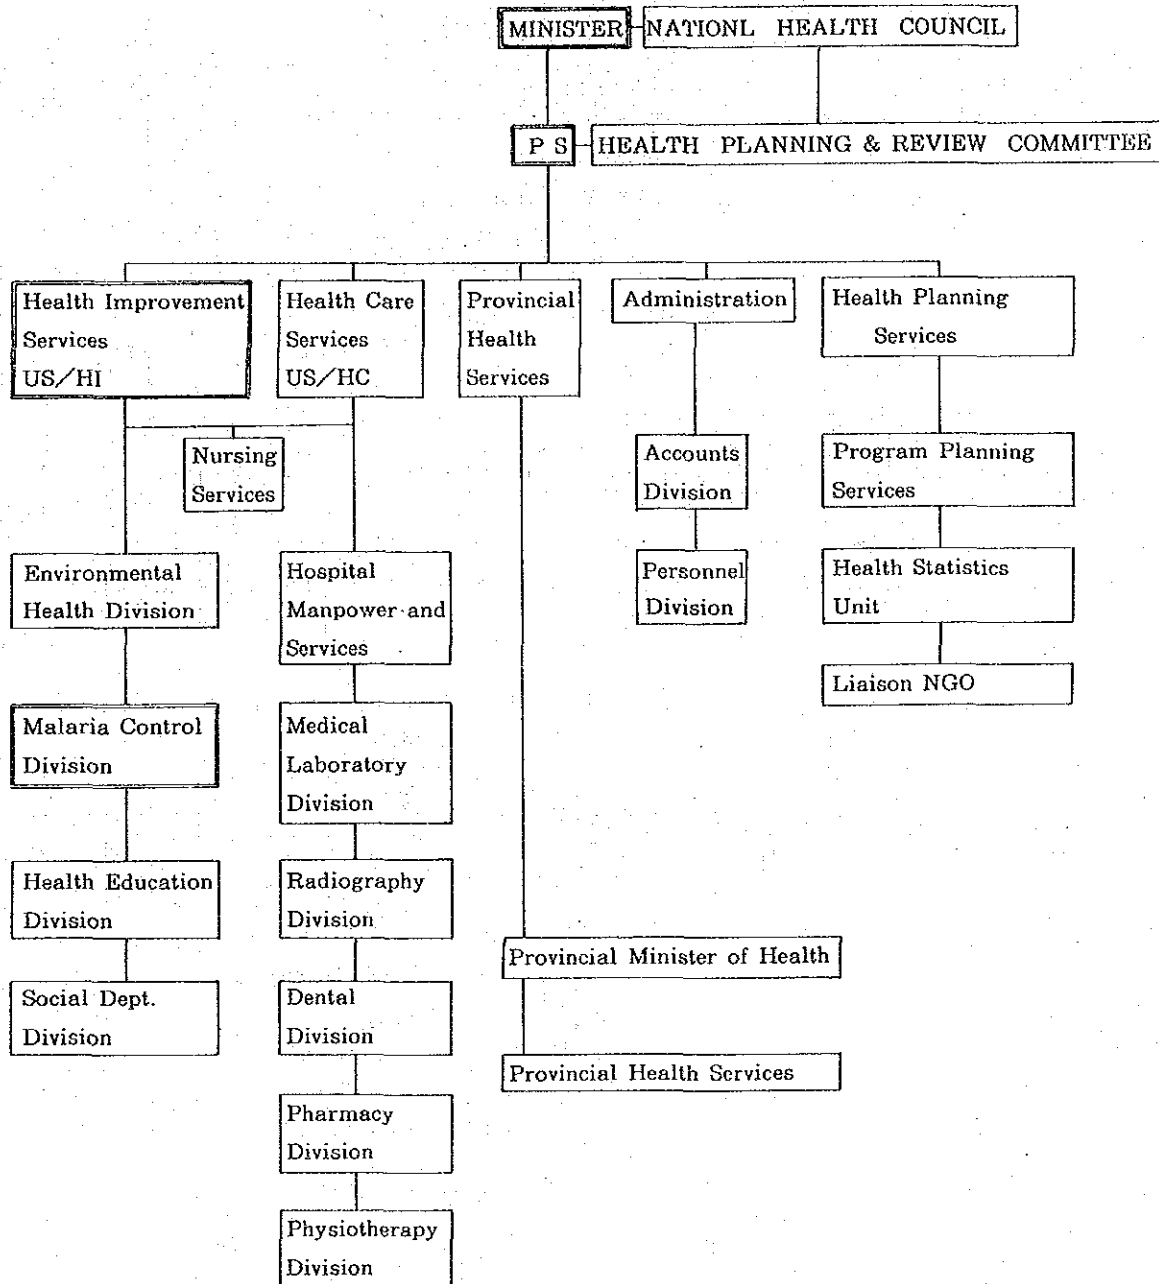 MINISTER
NATIONL HEALTH COUNCIL
P S
HEALTH PLANNING & REVIEW COMMITTEE
Health Improvement
Services
US/HI
Health Care
Services
US/HC
Provincial
Health
Services
Administration
Health Planning
Services
Nursing
Services
Accounts
Division
Program Planning
Services
Environmental
Health Division
Hospital
Manpower and
Services
Personnel
Division
Health Statistics
Unit
Liaison NGO
Malaria Control
Division
Medical
Laboratory
Division
Health Education
Division
Radiography
Division
Provincial Minister of Health
Social Dept.
Division
Dental
Division
Provincial Health Services
Pharmacy
Division
Physiotherapy
Division